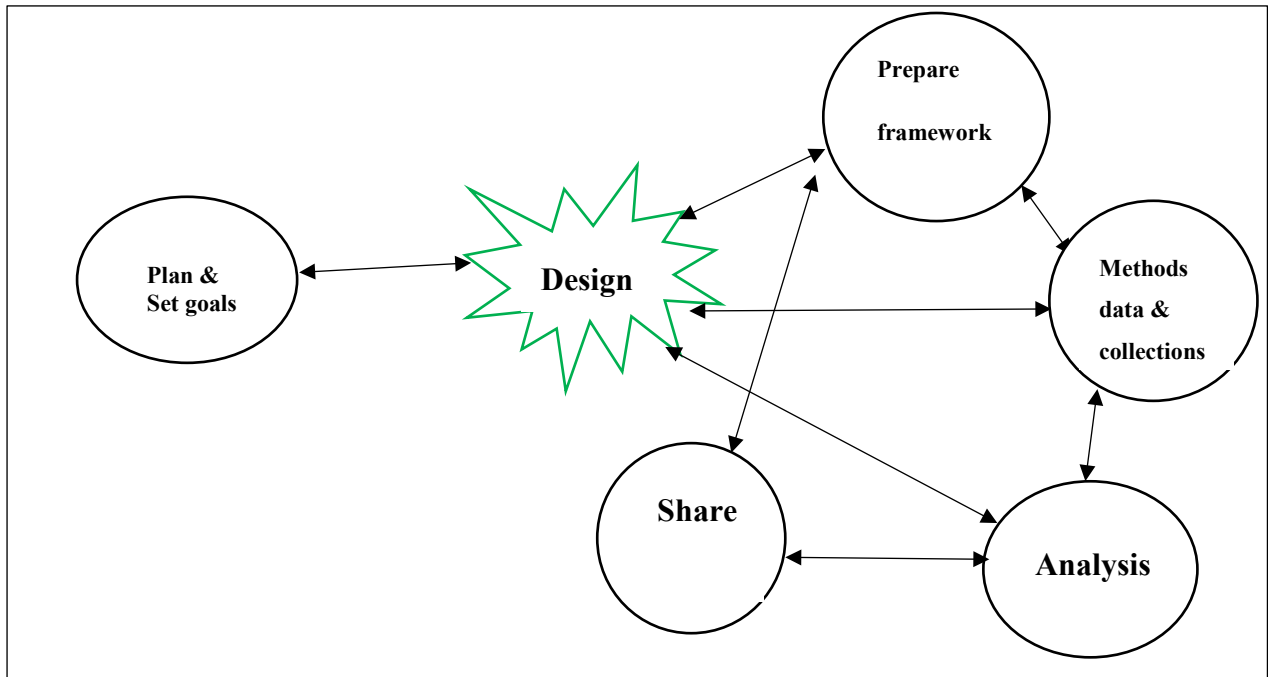 Prepare
framework
Plan &
Set goals
Design
Methods
data &
collections
Share
Analysis